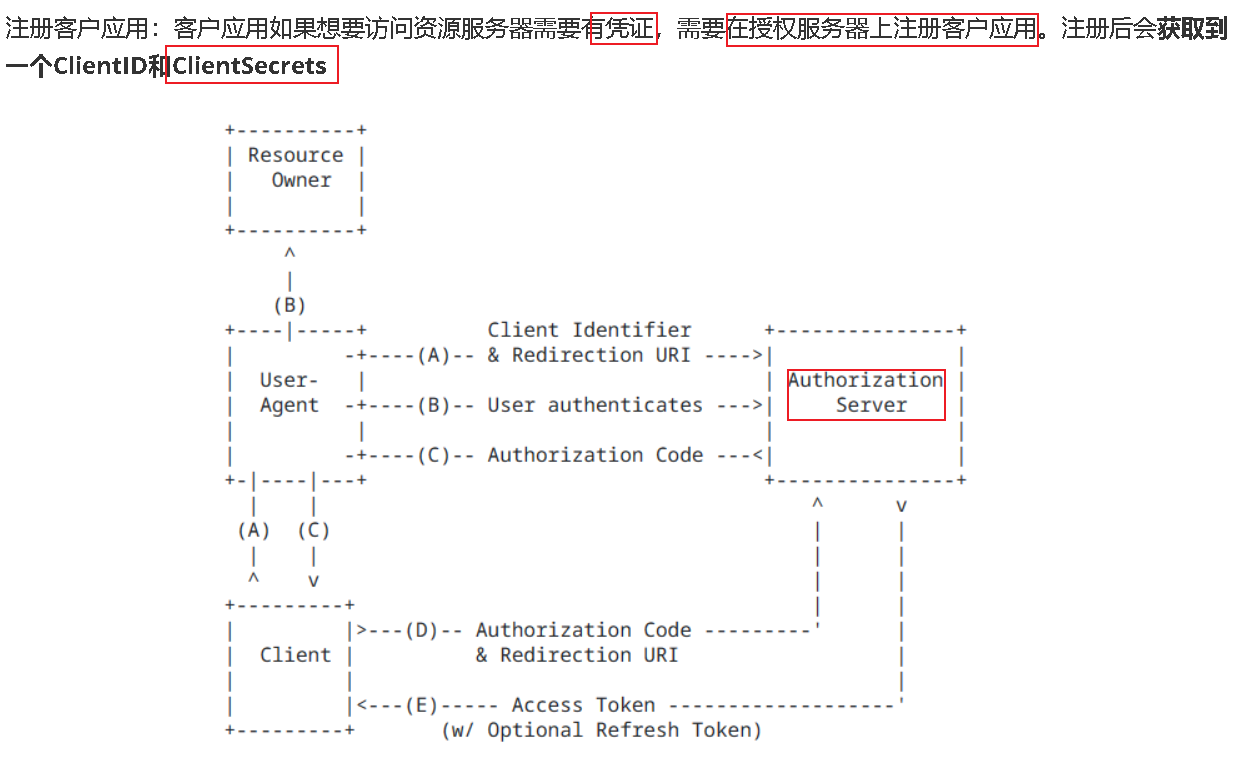 注册客户应用：客户应用如果想要访问资源服务器需要有凭证，需要在授权服务器上注册客户应用。注册后会获取到
一个ClientID和ClientSecrets
+----------+
| Resource |
|   Owner  |
|          |
+----------+
     ^
     |
    (B)
+----|-----+          Client Identifier      +---------------+
|         -+----(A)-- & Redirection URI ---->|               |
|  User-   |                                 | Authorization |
|  Agent  -+----(B)-- User authenticates --->|     Server    |
|          |                                 |               |
|         -+----(C)-- Authorization Code ---<|               |
+-|----|---+                                 +---------------+
  |    |                                         ^      v
 (A)  (C)                                        |      |
  |    |                                         |      |
  ^    v                                         |      |
+---------+                                      |      |
|         |>---(D)-- Authorization Code ---------'      |
|  Client |          & Redirection URI                  |
|         |                                             |
|         |<---(E)----- Access Token -------------------'
+---------+       (w/ Optional Refresh Token)